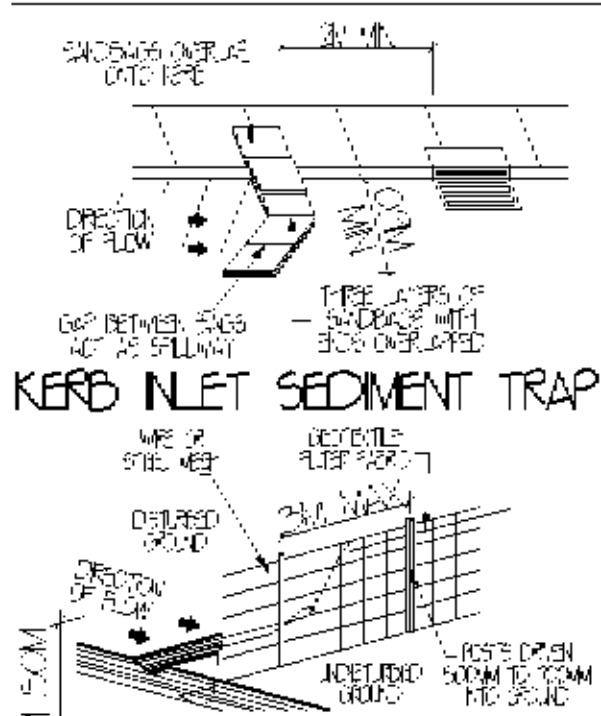 SANDBAGS OVERLAP
ONTO KERB
DIRECTION
OF FLOW
GAP BETWEEN BAGS
ACT AS SPILLWAY
THREE LAYERS OF
SANDBAGS WITH
ENDS OVERLAPPED
KERB INLET SEDIMENT TRAP
WIRE OR
STEEL MESH
GEOTEXTILE
FILTER FABRIC
DISTURBED
GROUND
DIRECTION
OF FLOW
UNDISTURBED
GROUND
POSTS DRIVEN
INTO GROUND